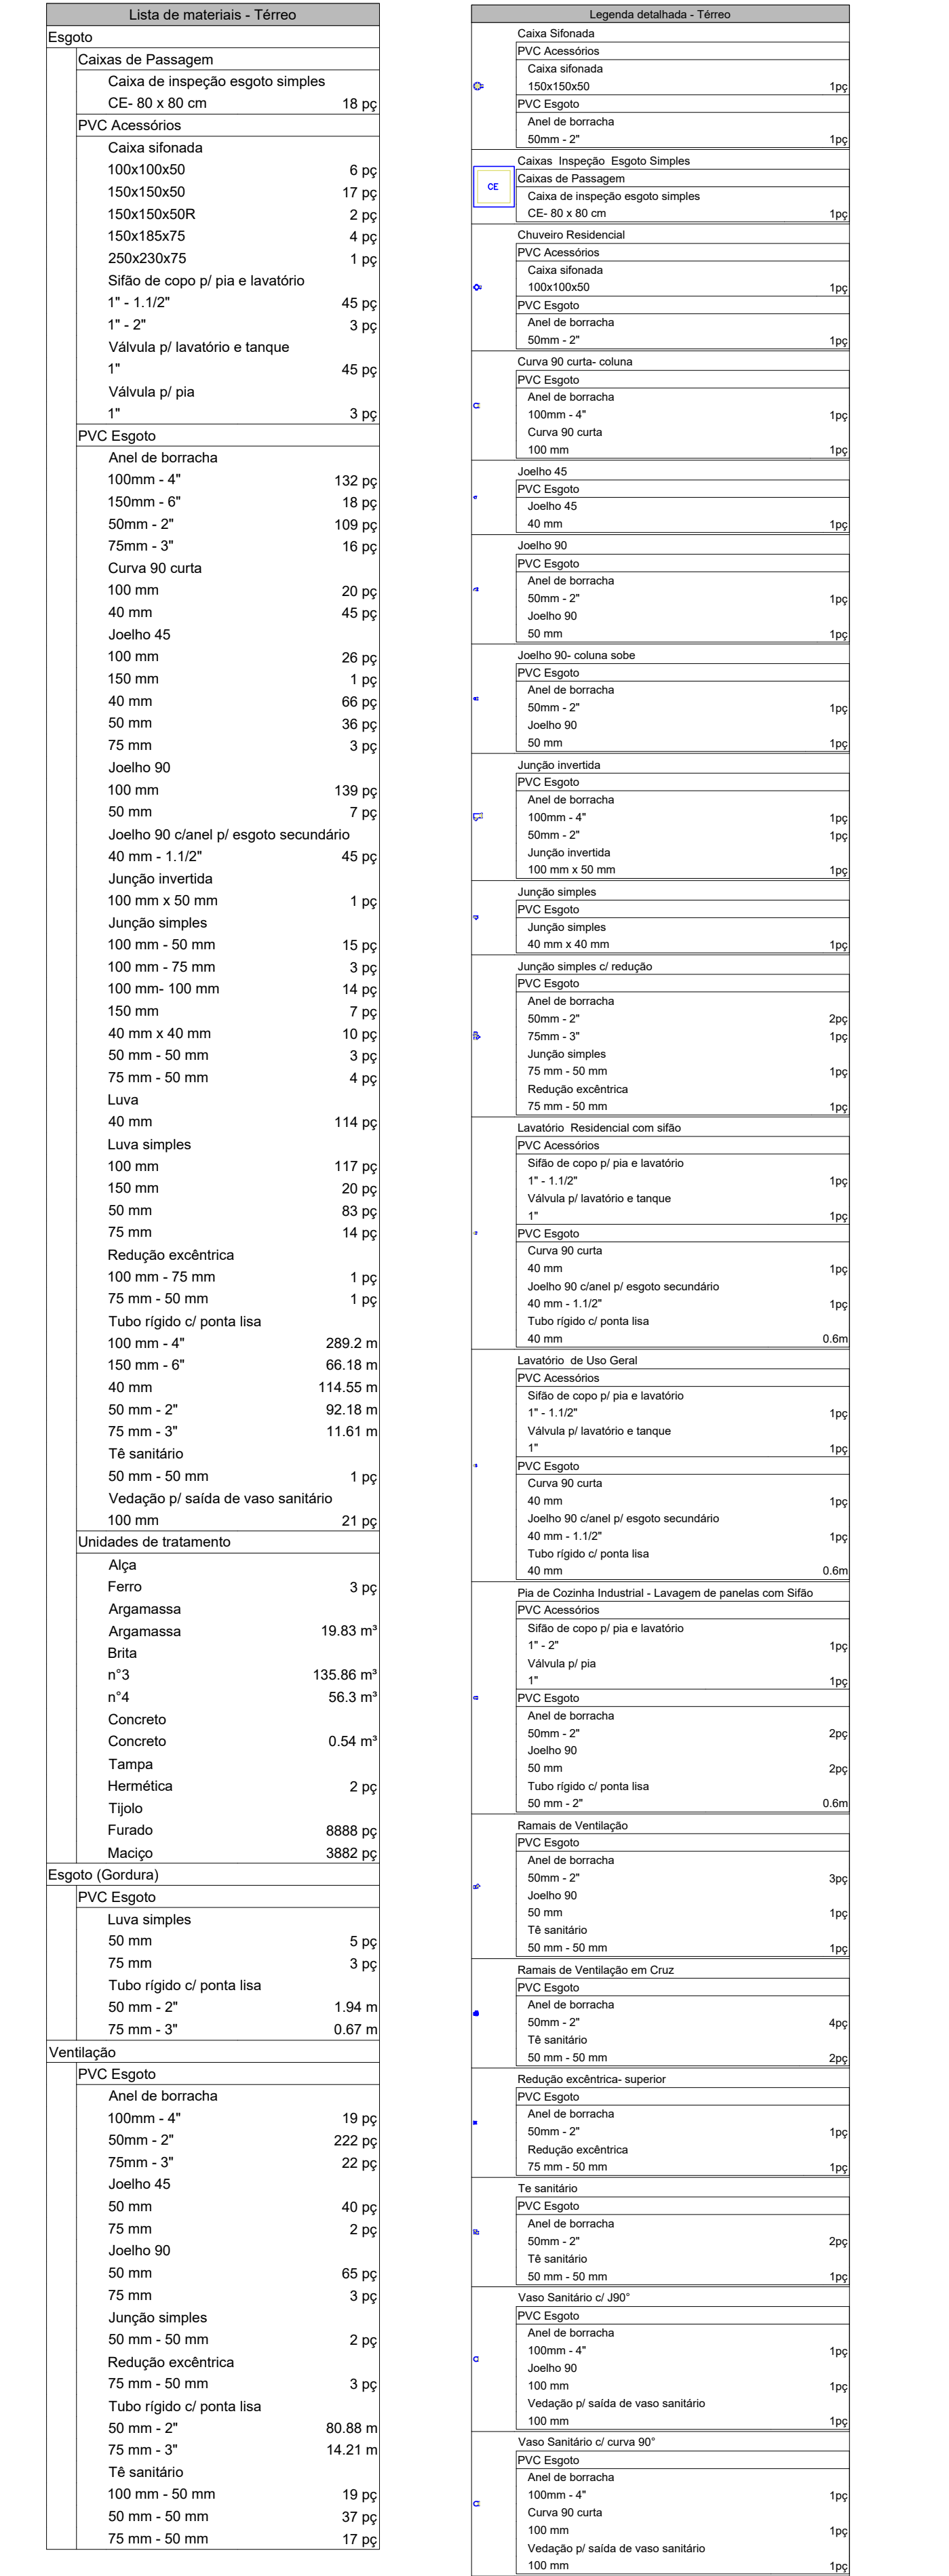 Lista de materiais - Térreo
Esgoto
Caixas de Passagem
Caixa de inspeção esgoto simples
CE- 80 x 80 cm 18 pç
PVC Acessórios
Caixa sifonada
100x100x50 6 pç
150x150x50 17 pç
150x150x50R 2 pç
150x185x75 4 pç
250x230x75 1 pç
Sifão de copo p/ pia e lavatório
1" - 1.1/2" 45 pç
1" - 2" 3 pç
Válvula p/ lavatório e tanque
1" 45 pç
Válvula p/ pia
1" 3 pç
PVC Esgoto
Anel de borracha
100mm - 4" 132 pç
150mm - 6" 18 pç
50mm - 2" 109 pç
75mm - 3" 16 pç
Curva 90 curta
100 mm 20 pç
40 mm 45 pç
Joelho 45
100 mm 26 pç
150 mm 1 pç
40 mm 66 pç
50 mm 36 pç
75 mm 3 pç
Joelho 90
100 mm 139 pç
50 mm 7 pç
Joelho 90 c/anel p/ esgoto secundário
40 mm - 1.1/2" 45 pç
Junção invertida
100 mm x 50 mm 1 pç
Junção simples
100 mm - 50 mm 15 pç
100 mm - 75 mm 3 pç
100 mm- 100 mm 14 pç
150 mm 7 pç
40 mm x 40 mm 10 pç
50 mm - 50 mm 3 pç
75 mm - 50 mm 4 pç
Luva
40 mm 114 pç
Luva simples
100 mm 117 pç
150 mm 20 pç
50 mm 83 pç
75 mm 14 pç
Redução excêntrica
100 mm - 75 mm 1 pç
75 mm - 50 mm 1 pç
Tubo rígido c/ ponta lisa
100 mm - 4" 289.2 m
150 mm - 6" 66.18 m
40 mm 114.55 m
50 mm - 2" 92.18 m
75 mm - 3" 11.61 m
Tê sanitário
50 mm - 50 mm 1 pç
Vedação p/ saída de vaso sanitário
100 mm 21 pç
Unidades de tratamento
Alça
Ferro 3 pç
Argamassa
Argamassa 19.83 m³
Brita
n°3 135.86 m³
n°4 56.3 m³
Concreto
Concreto 0.54 m³
Tampa
Hermética 2 pç
Tijolo
Furado 8888 pç
Maciço 3882 pç
Esgoto (Gordura)
PVC Esgoto
Luva simples
50 mm 5 pç
75 mm 3 pç
Tubo rígido c/ ponta lisa
50 mm - 2" 1.94 m
75 mm - 3" 0.67 m
Ventilação
PVC Esgoto
Anel de borracha
100mm - 4" 19 pç
50mm - 2" 222 pç
75mm - 3" 22 pç
Joelho 45
50 mm 40 pç
75 mm 2 pç
Joelho 90
50 mm 65 pç
75 mm 3 pç
Junção simples
50 mm - 50 mm 2 pç
Redução excêntrica
75 mm - 50 mm 3 pç
Tubo rígido c/ ponta lisa
50 mm - 2" 80.88 m
75 mm - 3" 14.21 m
Tê sanitário
100 mm - 50 mm 19 pç
50 mm - 50 mm 37 pç
75 mm - 50 mm 17 pç
Legenda detalhada - Térreo
Caixa Sifonada
PVC Acessórios
Caixa sifonada
150x150x50 1pç
PVC Esgoto
Anel de borracha
50mm - 2" 1pç
Caixas Inspeção Esgoto Simples
Caixas de Passagem
CE
Caixa de inspeção esgoto simples
CE- 80 x 80 cm 1pç
Chuveiro Residencial
PVC Acessórios
Caixa sifonada
100x100x50 1pç
PVC Esgoto
Anel de borracha
50mm - 2" 1pç
Curva 90 curta- coluna
PVC Esgoto
Anel de borracha
100mm - 4" 1pç
Curva 90 curta
100 mm 1pç
Joelho 45
PVC Esgoto
Joelho 45
40 mm 1pç
Joelho 90
PVC Esgoto
Anel de borracha
50mm - 2" 1pç
Joelho 90
50 mm 1pç
Joelho 90- coluna sobe
PVC Esgoto
Anel de borracha
50mm - 2" 1pç
Joelho 90
50 mm 1pç
Junção invertida
PVC Esgoto
Anel de borracha
100mm - 4" 1pç
50mm - 2" 1pç
Junção invertida
100 mm x 50 mm 1pç
Junção simples
PVC Esgoto
Junção simples
40 mm x 40 mm 1pç
Junção simples c/ redução
PVC Esgoto
Anel de borracha
50mm - 2" 2pç
75mm - 3" 1pç
Junção simples
75 mm - 50 mm 1pç
Redução excêntrica
75 mm - 50 mm 1pç
Lavatório Residencial com sifão
PVC Acessórios
Sifão de copo p/ pia e lavatório
1" - 1.1/2" 1pç
Válvula p/ lavatório e tanque
1" 1pç
PVC Esgoto
Curva 90 curta
40 mm 1pç
Joelho 90 c/anel p/ esgoto secundário
40 mm - 1.1/2" 1pç
Tubo rígido c/ ponta lisa
40 mm 0.6m
Lavatório de Uso Geral
PVC Acessórios
Sifão de copo p/ pia e lavatório
1" - 1.1/2" 1pç
Válvula p/ lavatório e tanque
1" 1pç
PVC Esgoto
Curva 90 curta
40 mm 1pç
Joelho 90 c/anel p/ esgoto secundário
40 mm - 1.1/2" 1pç
Tubo rígido c/ ponta lisa
40 mm 0.6m
Pia de Cozinha Industrial - Lavagem de panelas com Sifão
PVC Acessórios
Sifão de copo p/ pia e lavatório
1" - 2" 1pç
Válvula p/ pia
1" 1pç
PVC Esgoto
Anel de borracha
50mm - 2" 2pç
Joelho 90
50 mm 2pç
Tubo rígido c/ ponta lisa
50 mm - 2" 0.6m
Ramais de Ventilação
PVC Esgoto
Anel de borracha
50mm - 2" 3pç
Joelho 90
50 mm 1pç
Tê sanitário
50 mm - 50 mm 1pç
Ramais de Ventilação em Cruz
PVC Esgoto
Anel de borracha
50mm - 2" 4pç
Tê sanitário
50 mm - 50 mm 2pç
Redução excêntrica- superior
PVC Esgoto
Anel de borracha
50mm - 2" 1pç
Redução excêntrica
75 mm - 50 mm 1pç
Te sanitário
PVC Esgoto
Anel de borracha
50mm - 2" 2pç
Tê sanitário
50 mm - 50 mm 1pç
Vaso Sanitário c/ J90°
PVC Esgoto
Anel de borracha
100mm - 4" 1pç
Joelho 90
100 mm 1pç
Vedação p/ saída de vaso sanitário
100 mm 1pç
Vaso Sanitário c/ curva 90°
PVC Esgoto
Anel de borracha
100mm - 4" 1pç
Curva 90 curta
100 mm 1pç
Vedação p/ saída de vaso sanitário
100 mm 1pç